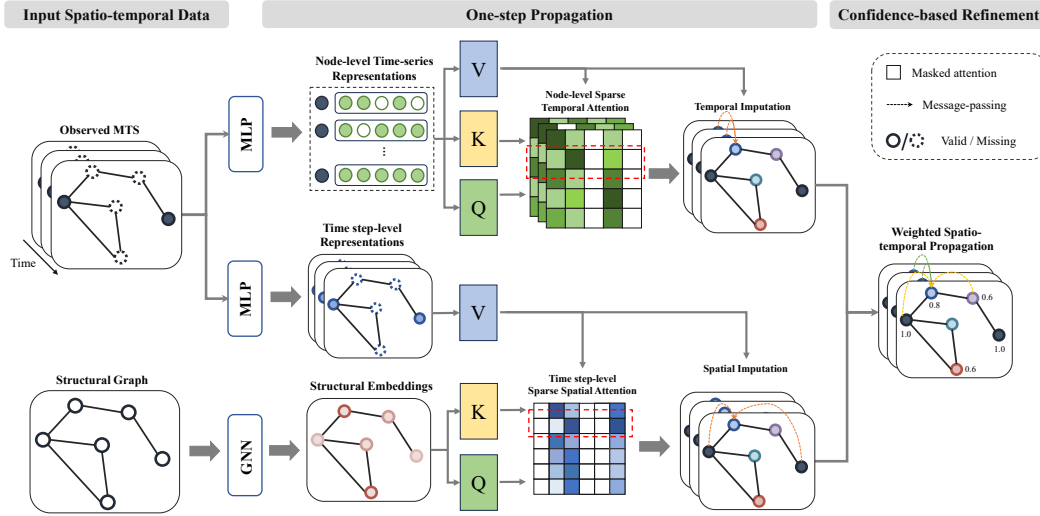 Input Spatio-temporal Data
One-step Propagation
Confidence-based Refinement
Observed MTS
Time
MLP
Node-level Time-series
Representations
...
V
K
Q
Node-level Sparse
Temporal Attention
Temporal Imputation
Masked attention
Message-passing
/
Valid / Missing
MLP
Time step-level
Representations
V
Weighted Spatio-
temporal Propagation
0.6
0.8
1.0
1.0
0.6
Structural Graph
GNN
Structural Embeddings
K
Q
Time step-level
Sparse Spatial Attention
Spatial Imputation